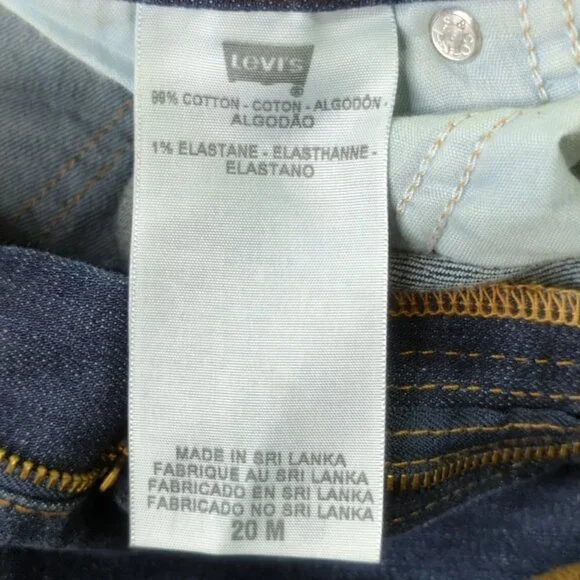 LEVI'S
®
99% COTTON - COTON - ALGODÓN -
ALGODÃO
1% ELASTANE - ELASTHANNE -
ELASTANO
MADE IN SRI LANKA
FABRIQUE AU SRI LANKA
FABRICADO EN SRI LANKA
FABRICADO NO SRI LANKA
20 M